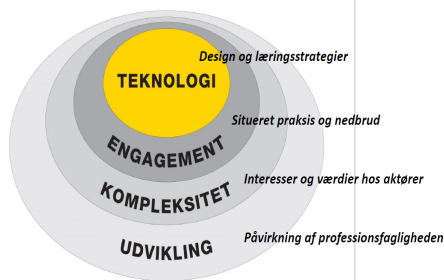 Design og læringsstrategier
TEKNOLOGI
Situeret praksis og nedbrud
ENGAGEMENT
Interesser og værdier hos aktører
KOMPLEKSITET
Påvirkning af professionsfagligheden
UDVIKLING